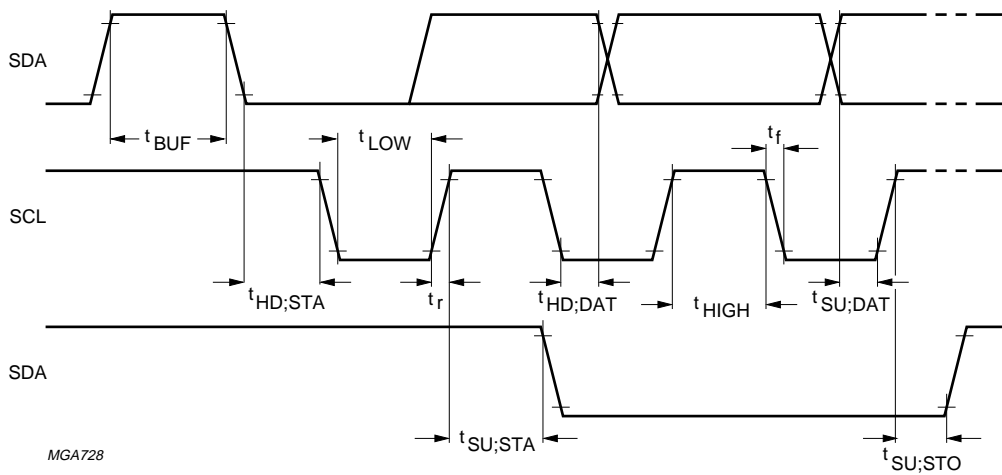 SDA
t BUF
t LOW
t f
SCL
t HD;STA
t r
t HD;DAT
t HIGH
t SU;DAT
SDA
t SU;STA
t SU;STO
MGA728